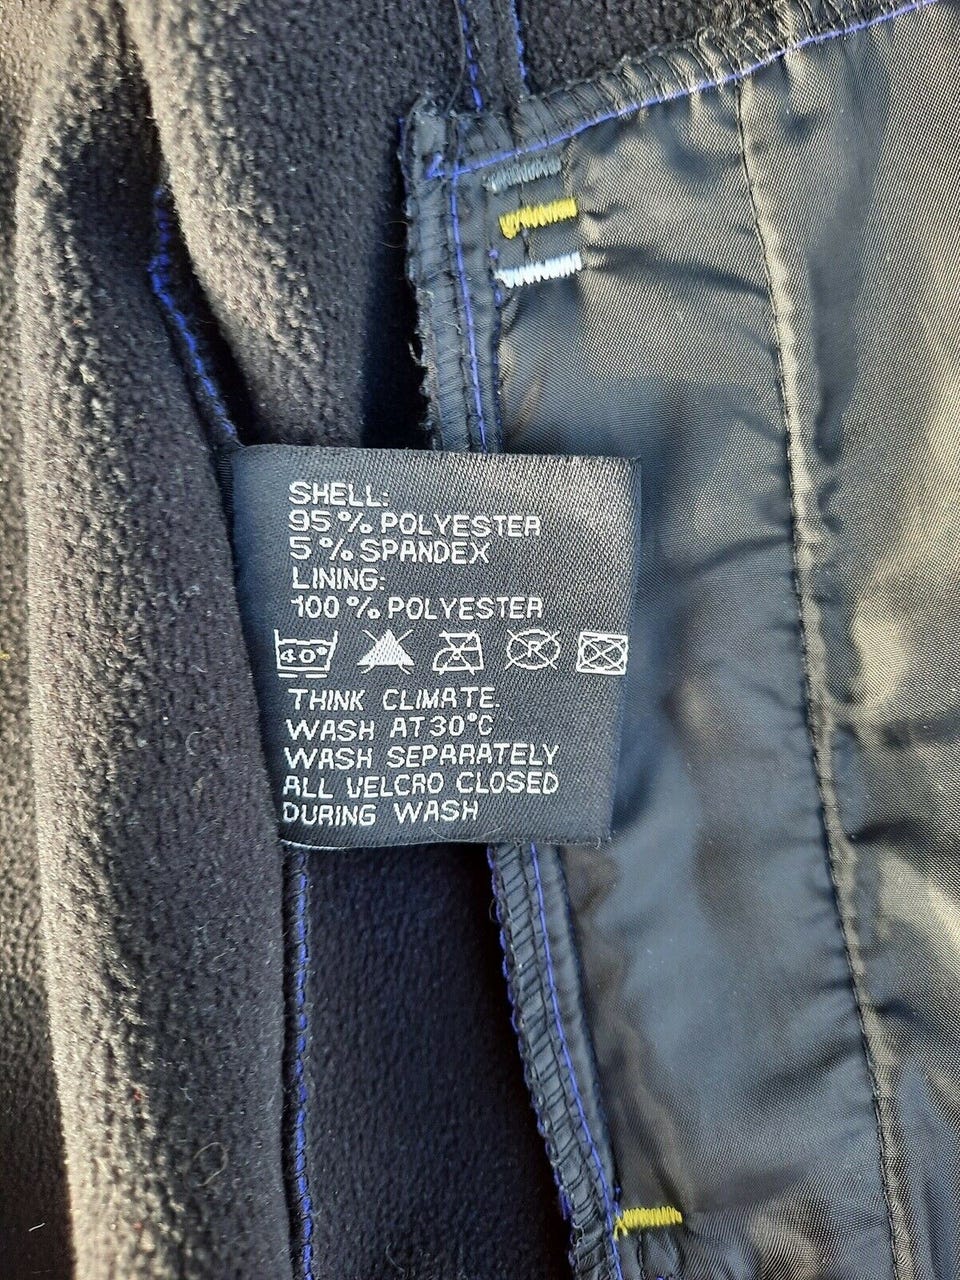 SHELL:
95% POLYESTER
5% SPANDEX
LINING:
100% POLYESTER
40°
THINK CLIMATE.
WASH AT 30°C
WASH SEPARATELY
ALL VELCRO CLOSED
DURING WASH